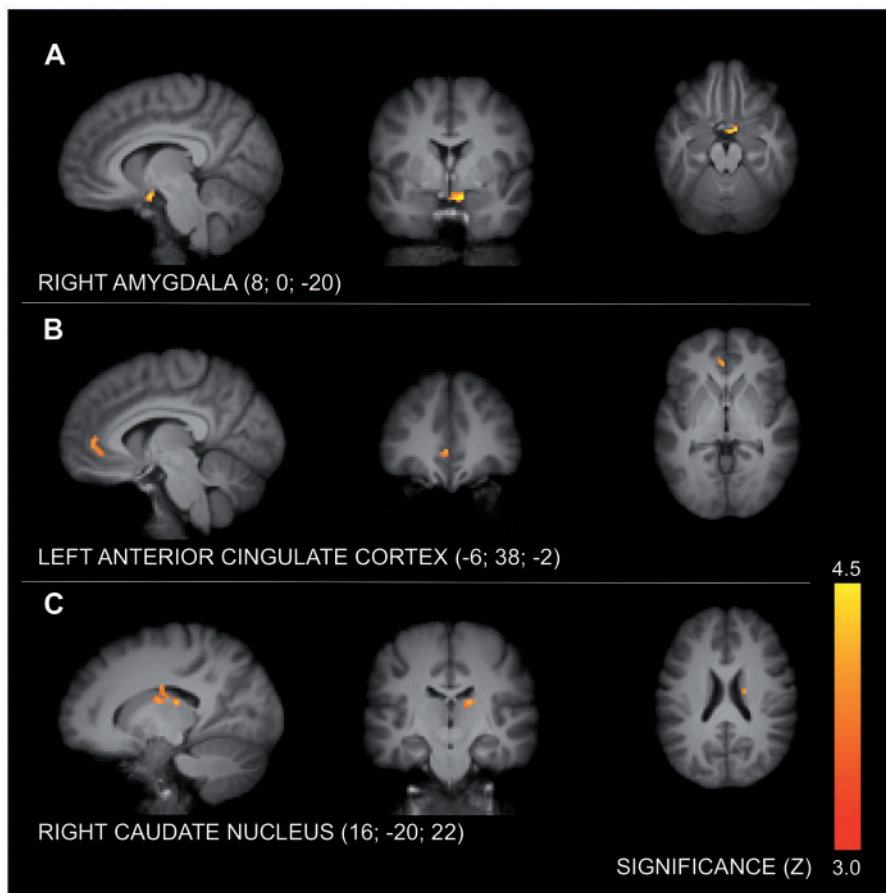 A
RIGHT AMYGDALA (8; 0; -20)
B
LEFT ANTERIOR CINGULATE CORTEX (-6; 38; -2)
4.5
C
RIGHT CAUDATE NUCLEUS (16; -20; 22)
SIGNIFICANCE (Z)
3.0